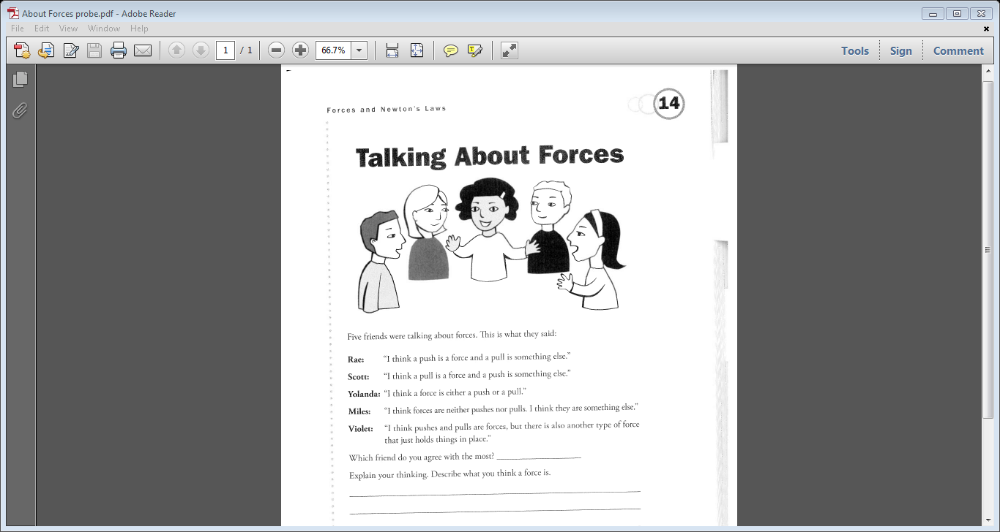 About Forces probe.pdf - Adobe Reader
File Edit View Window Help
1 / 1 66.7% Tools Sign Comment
Forces and Newton's Laws
14
Talking About Forces
Five friends were talking about forces. This is what they said:
Rae: “I think a push is a force and a pull is something else.”
Scott: “I think a pull is a force and a push is something else.”
Yolanda: “I think a force is either a push or a pull.”
Miles: “I think forces are neither pushes nor pulls. I think they are something else.”
Violet: “I think pushes and pulls are forces, but there is also another type of force
that just holds things in place.”
Which friend do you agree with the most?
Explain your thinking. Describe what you think a force is.